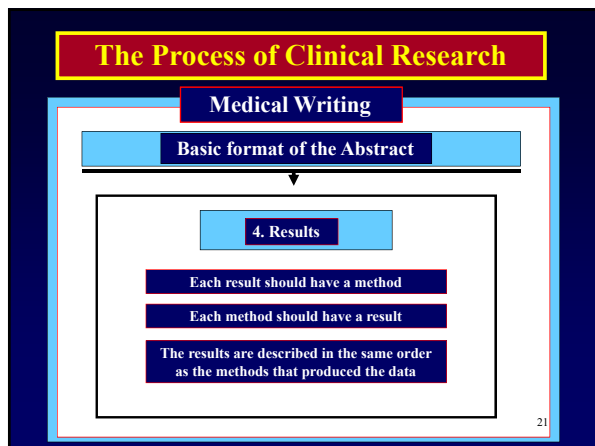 The Process of Clinical Research
Medical Writing
Basic format of the Abstract
4. Results
Each result should have a method
Each method should have a result
The results are described in the same order
as the methods that produced the data
21